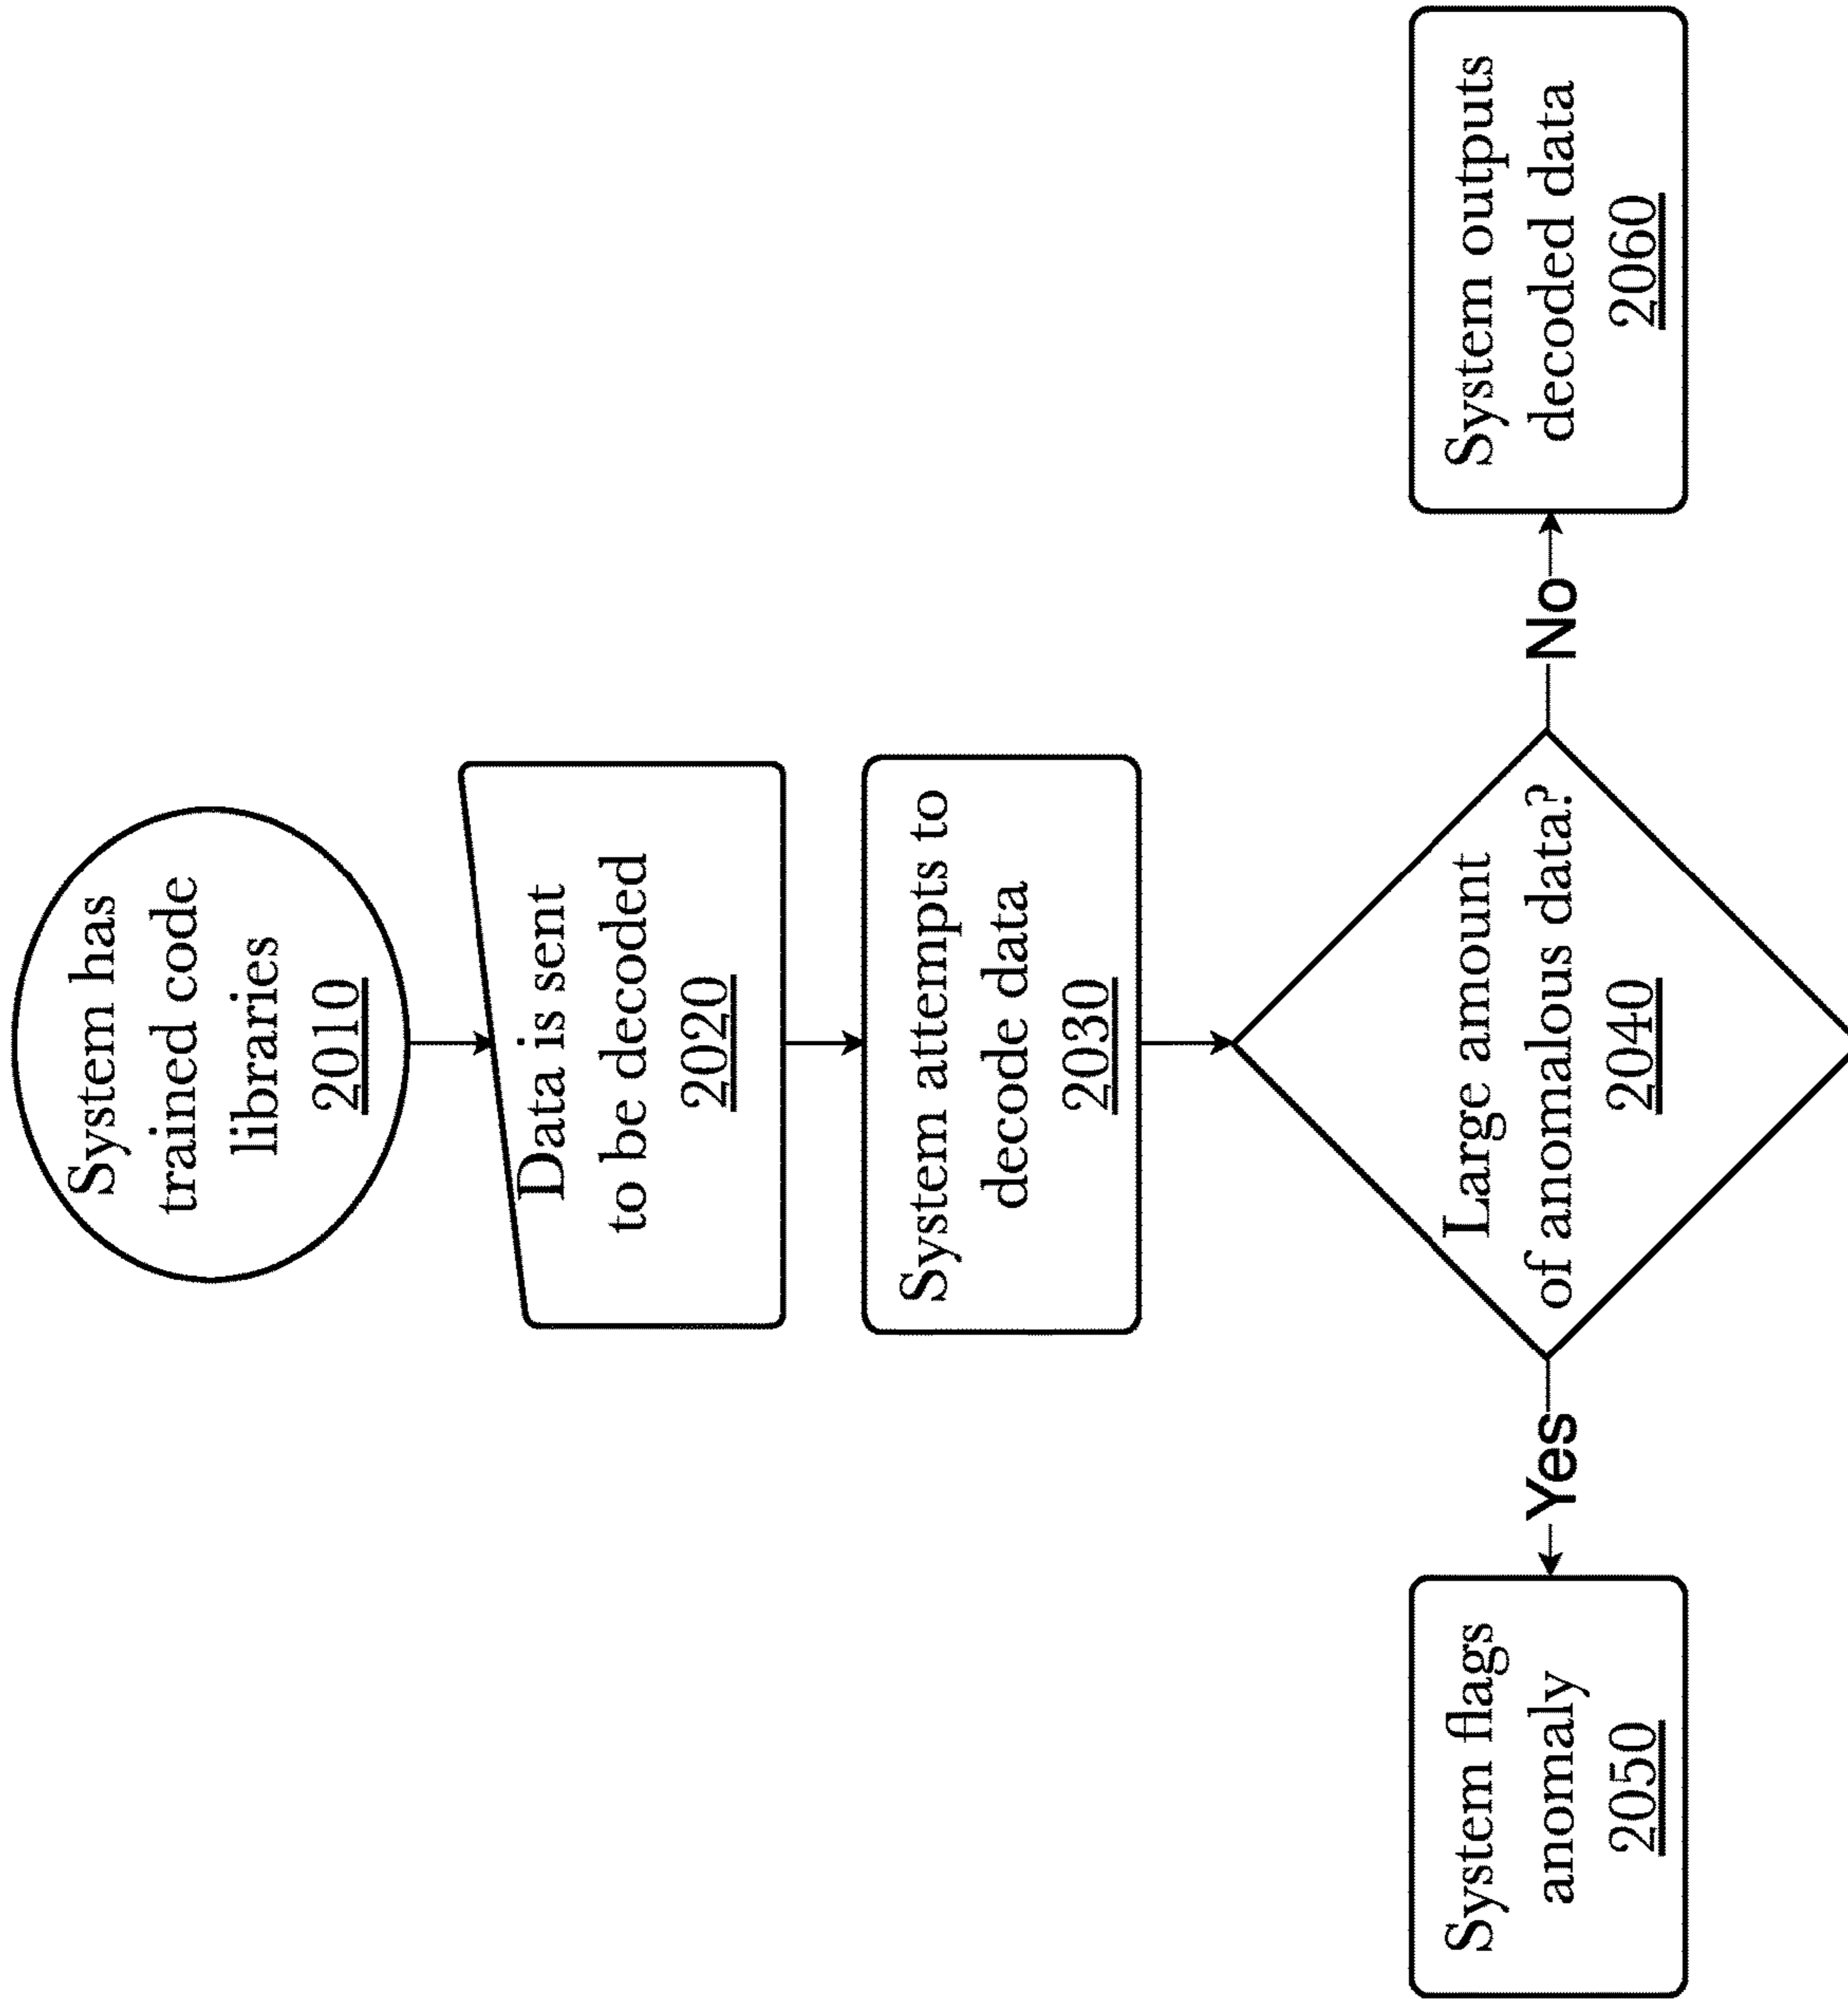 System has
trained code
libraries
2010
Data is sent
to be decoded
2020
System attempts to
decode data
2030
Large amount
of anomalous data?
2040
Yes
No
System flags
anomaly
2050
System outputs
decoded data
2060